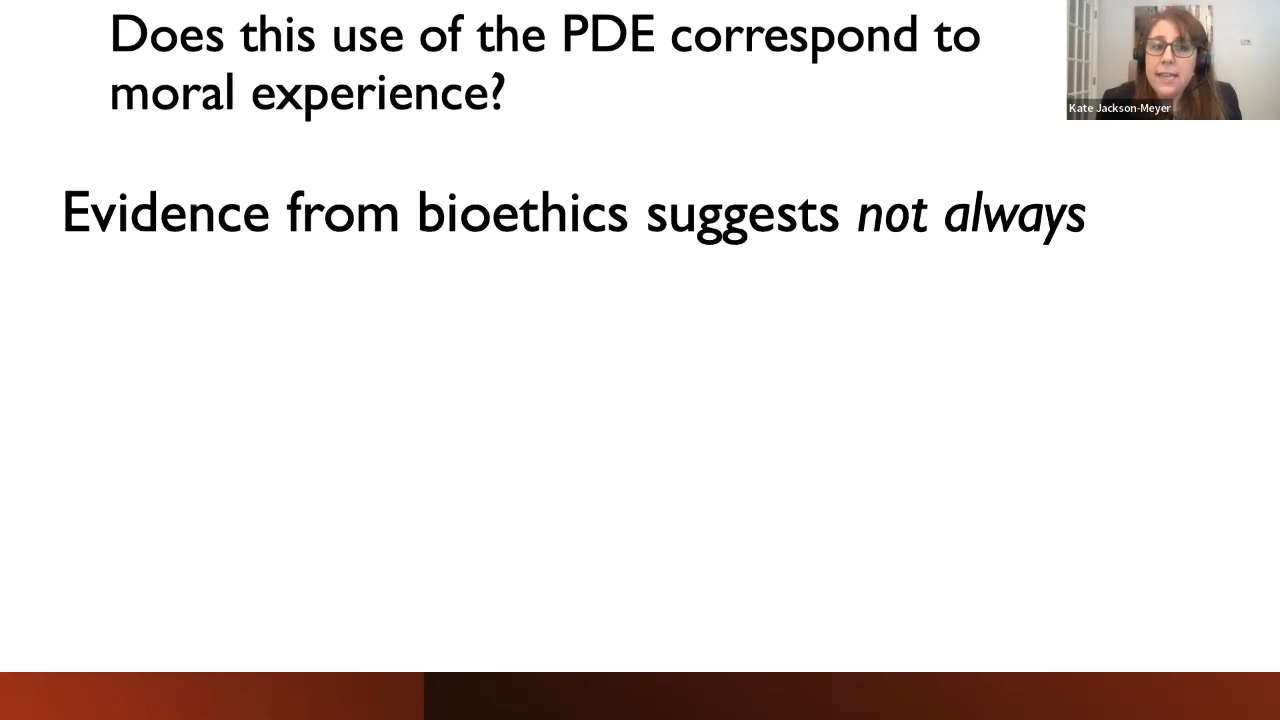 Does this use of the PDE correspond to
moral experience?
Kate Jackson-Meyer
Evidence from bioethics suggests not always